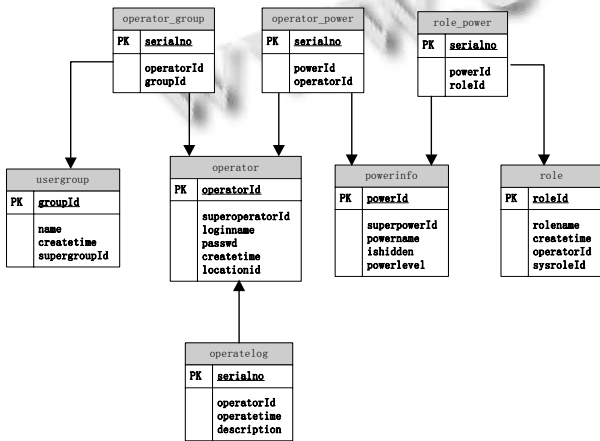 operator_group
PK serialno
operatorId
groupId
operator_power
PK serialno
powerId
operatorId
role_power
PK serialno
powerId
roleId
usergroup
PK groupId
name
createtime
supergroupId
operator
PK operatorId
superoperatorId
loginname
passwd
createtime
locationid
powerinfo
PK powerId
superpowerId
powername
ishidden
powerlevel
role
PK roleId
rolename
createtime
operatorId
sysroleId
operatelog
PK serialno
operatorId
operatetime
description